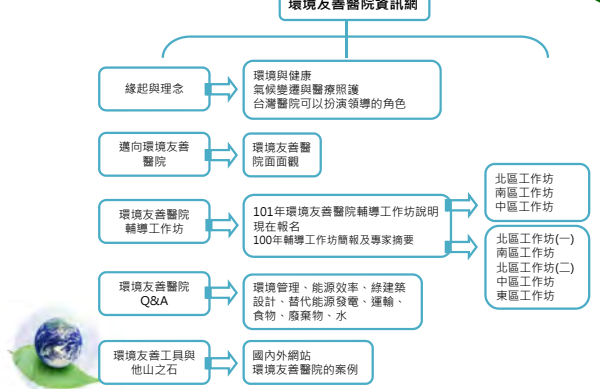 環境友善醫院資訊網
緣起與理念
環境與健康
氣候變遷與醫療照護
台灣醫院可以扮演領導的角色
邁向環境友善
醫院
環境友善醫
院面面觀
環境友善醫院
輔導工作坊
101年環境友善醫院輔導工作坊說明
現在報名
100年輔導工作坊簡報及專家摘要
北區工作坊
南區工作坊
中區工作坊
北區工作坊(一)
南區工作坊
北區工作坊(二)
中區工作坊
東區工作坊
環境友善醫院
Q&A
環境管理、能源效率、綠建築
設計、替代能源發電、運輸、
食物、廢棄物、水
環境友善工具與
他山之石
國內外網站
環境友善醫院的案例